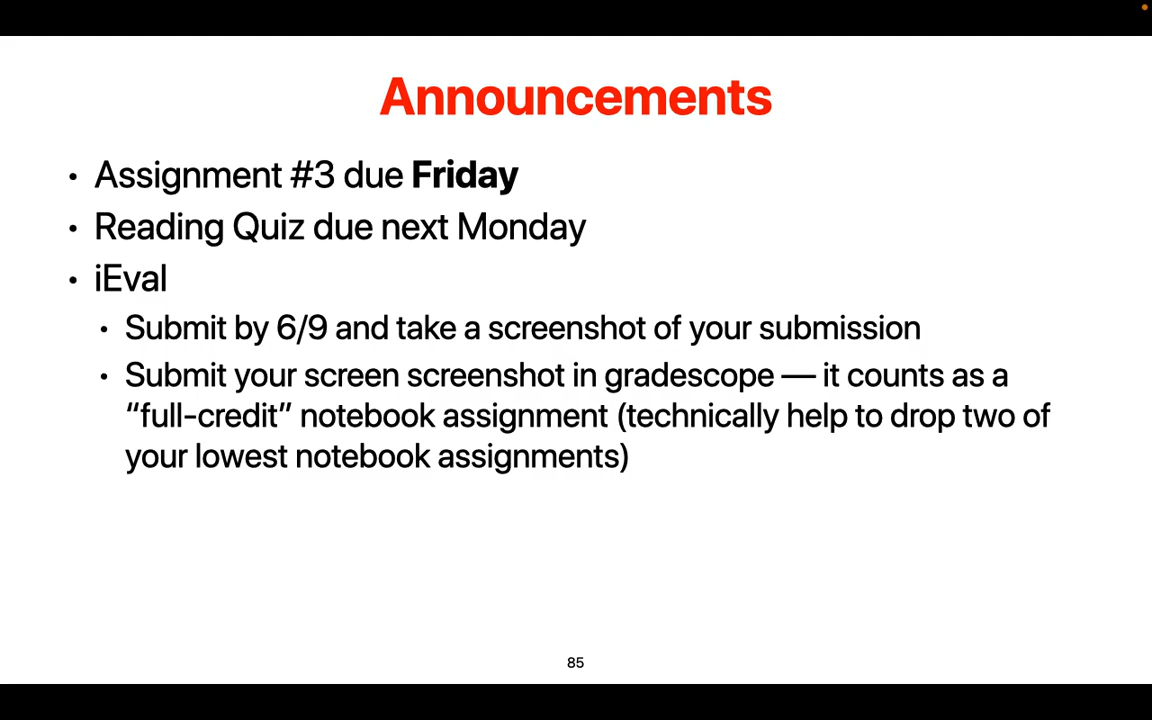 Announcements
• Assignment #3 due Friday
• Reading Quiz due next Monday
• iEval
• Submit by 6/9 and take a screenshot of your submission
• Submit your screen screenshot in gradescope — it counts as a
“full-credit” notebook assignment (technically help to drop two of
your lowest notebook assignments)
85